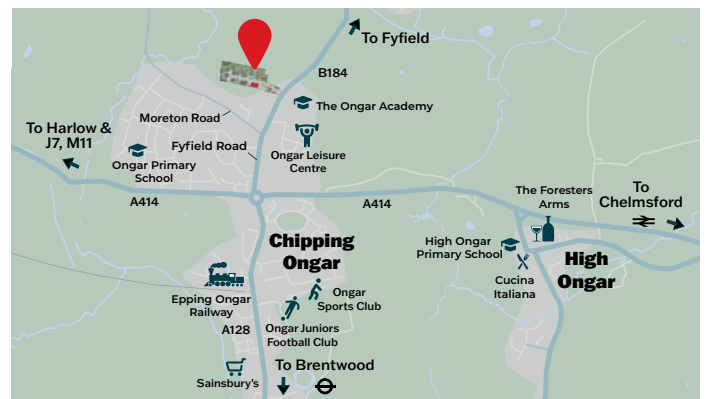 To Fyfield
B184
The Ongar Academy
Moreton Road
To Harlow &
J7, M11
Fyfield Road
Ongar Leisure
Centre
Ongar Primary
School
A414
A414
The Foresters
Arms
To
Chelmsford
Chipping
Ongar
High Ongar
Primary School
High
Ongar
Cucina
Italiana
Epping Ongar
Railway
Ongar
Sports Club
A128
Ongar Juniors
Football Club
To Brentwood
Sainsbury's